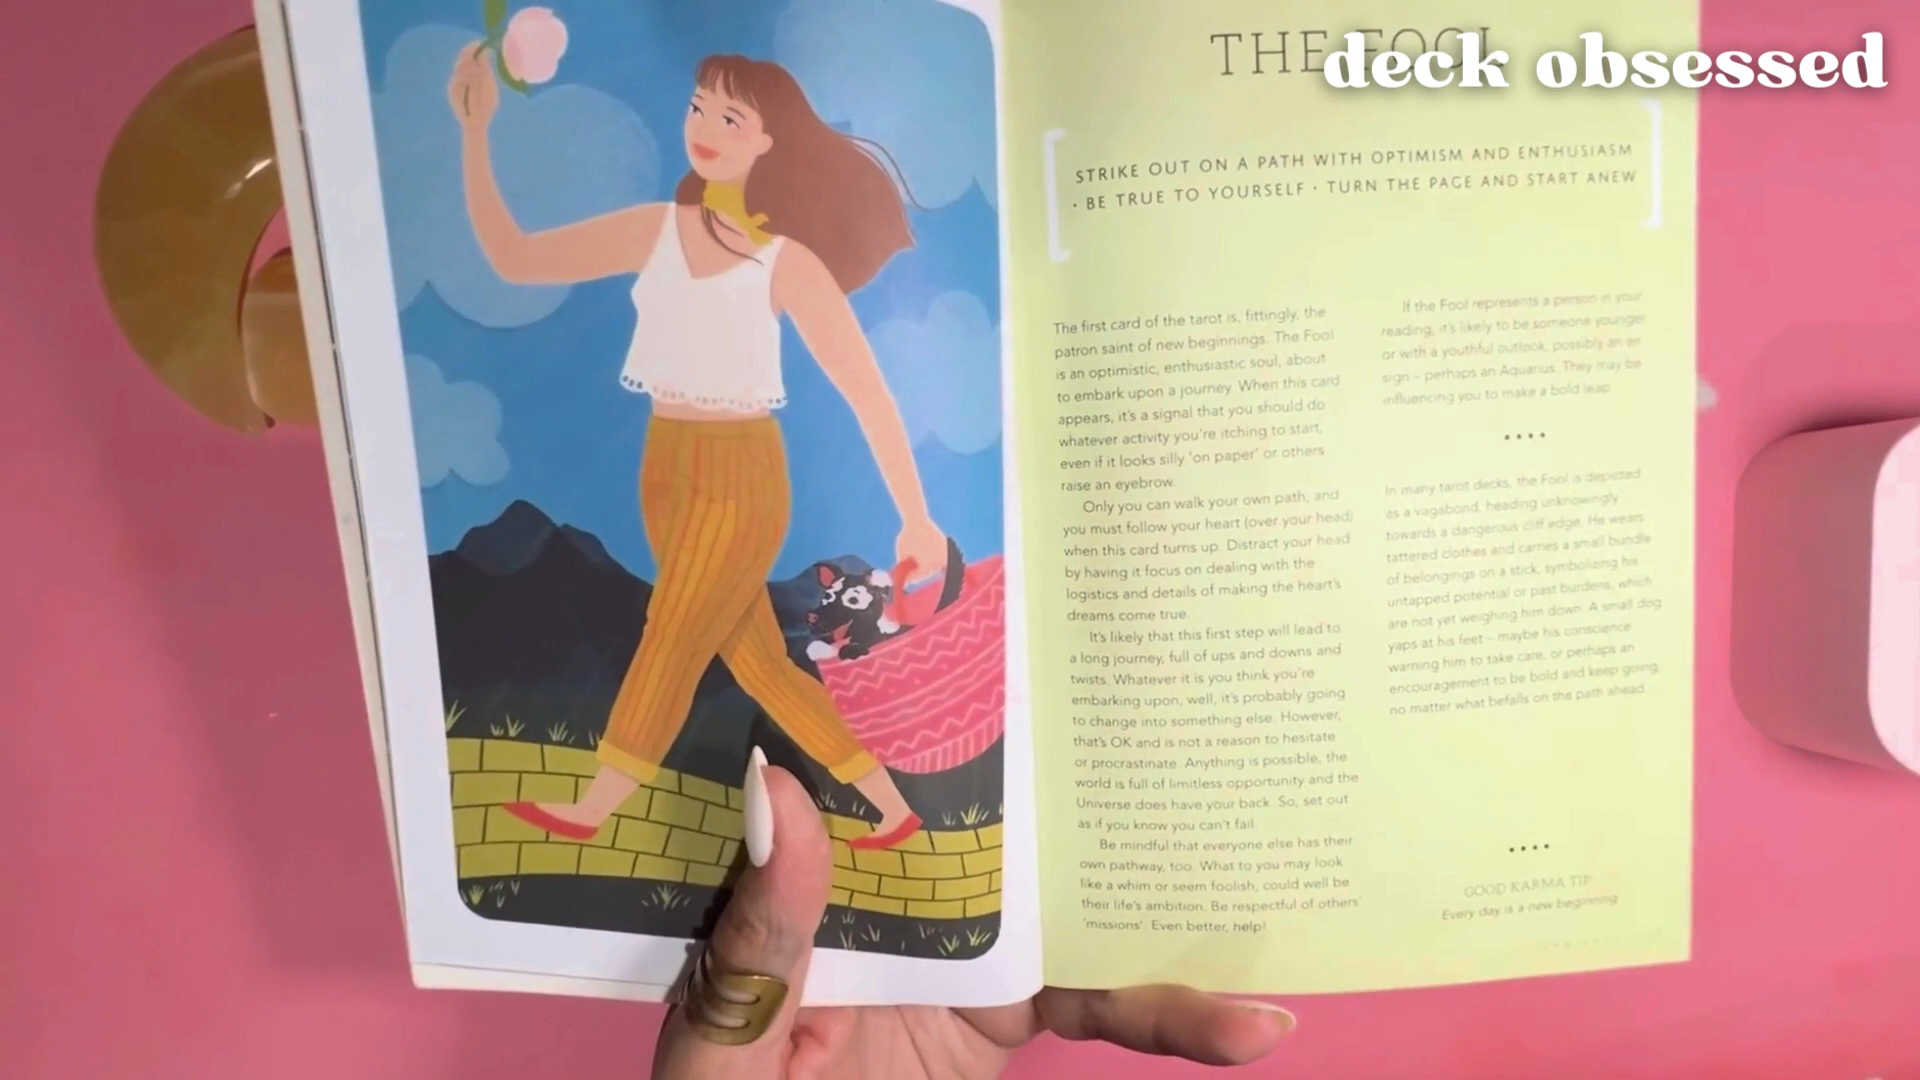 deck obsessed
THE FOOL
STRIKE OUT ON A PATH WITH OPTIMISM AND ENTHUSIASM
• BE TRUE TO YOURSELF • TURN THE PAGE AND START ANEW
The first card of the tarot is, fittingly, the
patron saint of new beginnings. The Fool
is an optimistic, enthusiastic soul, about
to embark upon a journey. When this card
appears, it's a signal that you should do
whatever activity you're itching to start,
even if it looks silly 'on paper' or others
raise an eyebrow.
Only you can walk your own path, and
you must follow your heart (over your head)
when this card turns up. Distract your head
by having it focus on dealing with the
logistics and details of making the heart's
dreams come true.
It's likely that this first step will lead to
a long journey, full of ups and downs and
twists. Whatever it is you think you're
embarking upon, well, it's probably going
to change into something else. However,
that's OK and is not a reason to hesitate
or procrastinate. Anything is possible, the
world is full of limitless opportunity and the
Universe does have your back. So, set out
as if you know you can't fail.
Be mindful that everyone else has their
own pathway, too. What to you may look
like a whim or seem foolish, could well be
their life's ambition. Be respectful of others'
'missions'. Even better, help!
If the Fool represents a person in your
reading, it's likely to be someone younger
or with a youthful outlook, possibly an air
sign – perhaps an Aquarius. They may be
influencing you to make a bold leap.
In many tarot decks, the Fool is depicted
as a vagabond, heading unknowingly
towards a dangerous cliff edge. He wears
tattered clothes and carries a small bundle
of belongings on a stick, symbolizing his
untapped potential or past burdens, which
are not yet weighing him down. A small dog
yaps at his feet – maybe his conscience
warning him to take care, or perhaps an
encouragement to be bold and keep going,
no matter what befalls on the path ahead.
GOOD KARMA TIP
Every day is a new beginning